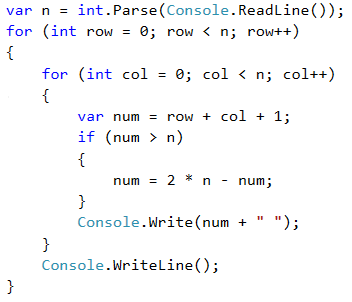 var n = int.Parse(Console.ReadLine());
for (int row = 0; row < n; row++)
{
    for (int col = 0; col < n; col++)
    {
        var num = row + col + 1;
        if (num > n)
        {
            num = 2 * n - num;
        }
        Console.Write(num + " ");
    }
    Console.WriteLine();
}